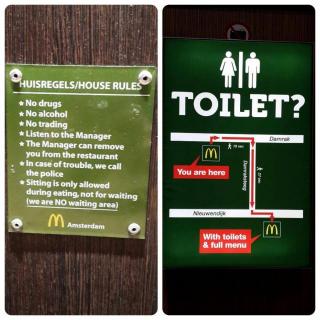 HUISREGELS/HOUSE RULES
★ No drugs
★ No alcohol
★ No trading
★ Listen to the Manager
★ The Manager can remove
you from the restaurant
★ In case of trouble, we call
the police
★ Sitting is only allowed
during eating, not for waiting
(we are NO waiting area)
Amsterdam
TOILET?
Damrak
You are here
Nieuwendijk
With toilets
& full menu